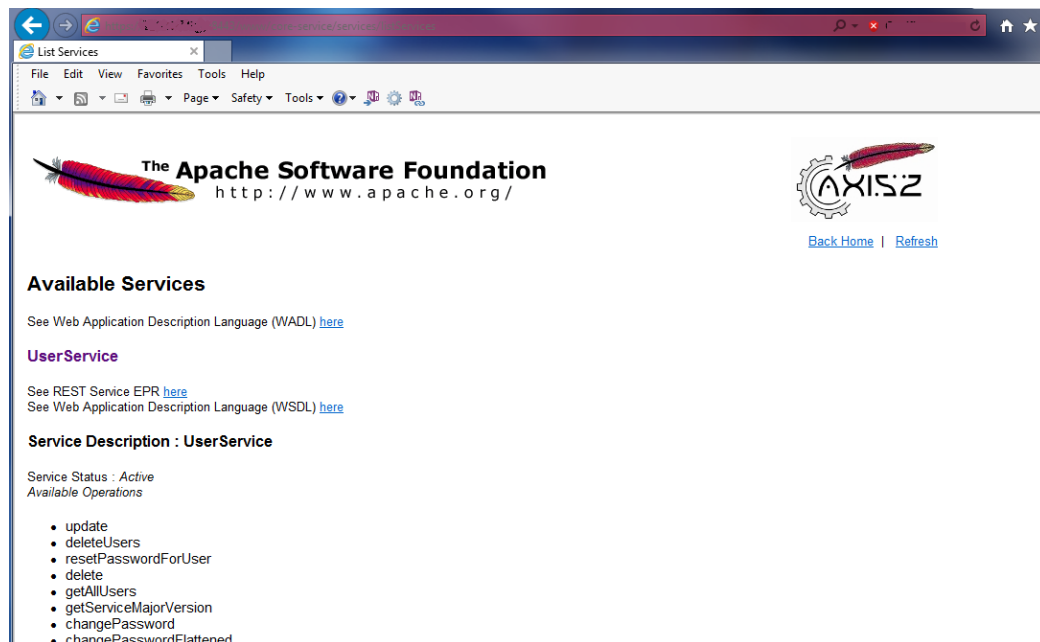 List Services
File Edit View Favorites Tools Help
Page Safety Tools
The Apache Software Foundation
http://www.apache.org/
AXIS2
Back Home | Refresh
Available Services
See Web Application Description Language (WADL) here
UserService
See REST Service EPR here
See Web Application Description Language (WSDL) here
Service Description : UserService
Service Status : Active
Available Operations
update
deleteUsers
resetPasswordForUser
delete
getAllUsers
getServiceMajorVersion
changePassword
changePasswordFlattened